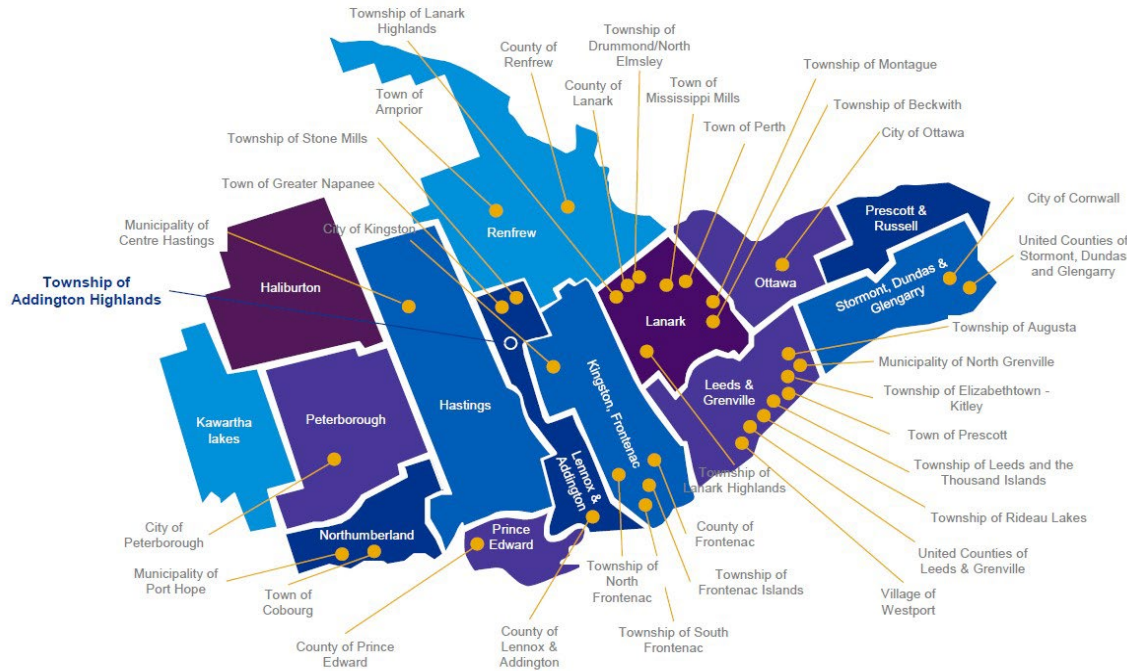 Township of Lanark
Highlands
County of
Renfrew
Township of
Drummond/North
Elmsley
Town of
Mississippi Mills
Township of Montague
County of
Lanark
Town of
Arnprior
Township of Beckwith
Town of Perth
City of Ottawa
Township of Stone Mills
Town of Greater Napanee
City of Kingston
Municipality of
Centre Hastings
Township of
Addington Highlands
City of Cornwall
United Counties of
Stormont, Dundas
and Glengarry
Renfrew
Prescott &
Russell
Ottawa
Stormont, Dundas &
Glengarry
Haliburton
Lanark
Township of Augusta
Municipality of North Grenville
Township of Elizabethtown -
Kitley
Town of Prescott
Township of Leeds and the
Thousand Islands
Township of Rideau Lakes
United Counties of
Leeds & Grenville
Village of
Westport
Leeds &
Grenville
Kawartha
lakes
Peterborough
Hastings
Kingston, Frontenac
Lennox &
Addington
Township of
Lanark Highlands
Northumberland
Prince
Edward
City of
Peterborough
Municipality of
Port Hope
Town of
Cobourg
County of Prince
Edward
County of
Lennox &
Addington
Township of
North
Frontenac
Township of South
Frontenac
Township of
Frontenac Islands
County of
Frontenac